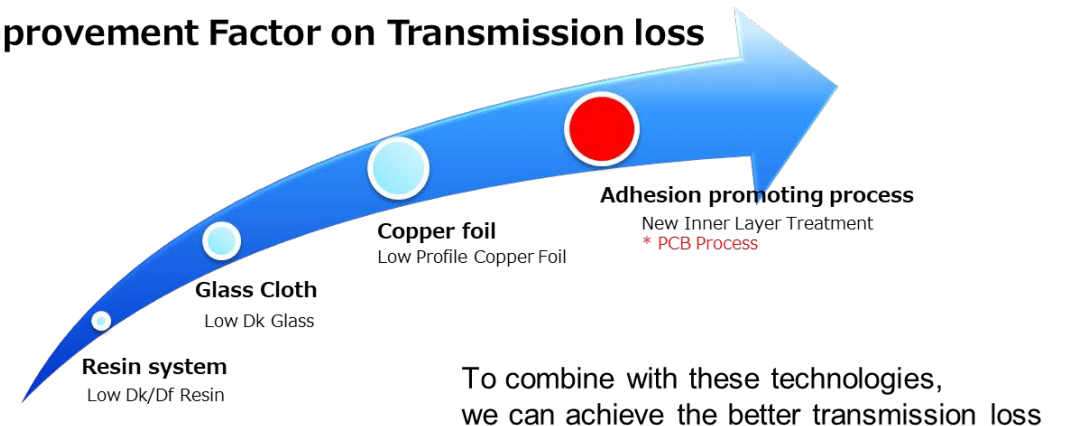 provement Factor on Transmission loss
Adhesion promoting process
New Inner Layer Treatment
* PCB Process
Copper foil
Low Profile Copper Foil
Glass Cloth
Low Dk Glass
Resin system
Low Dk/Df Resin
To combine with these technologies,
we can achieve the better transmission loss